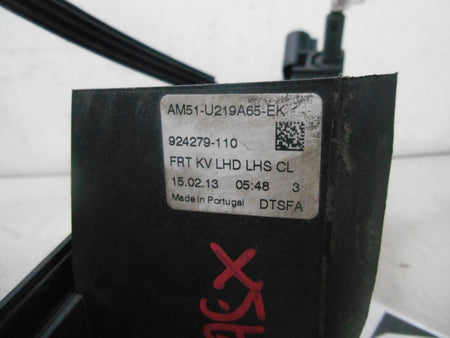 AM51-U219A65-EK
924279-110
FRT KV LHD LHS CL
15.02.13 05:48 3
Made in Portugal DTSFA